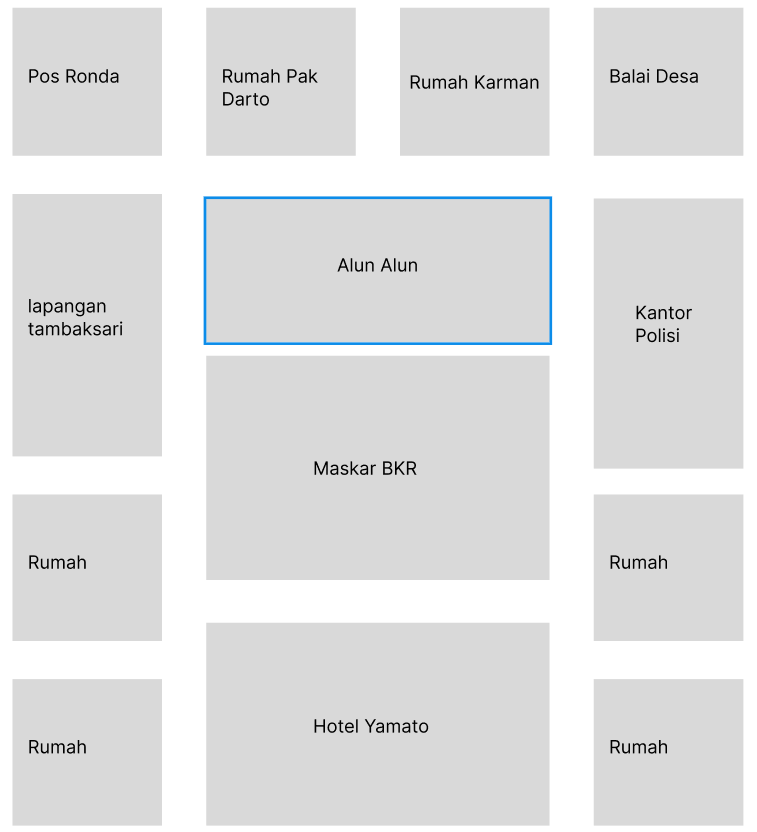 Pos Ronda
Rumah Pak
Darto
Rumah Karman
Balai Desa
lapangan
tambaksari
Alun Alun
Kantor
Polisi
Maskar BKR
Rumah
Rumah
Rumah
Hotel Yamato
Rumah